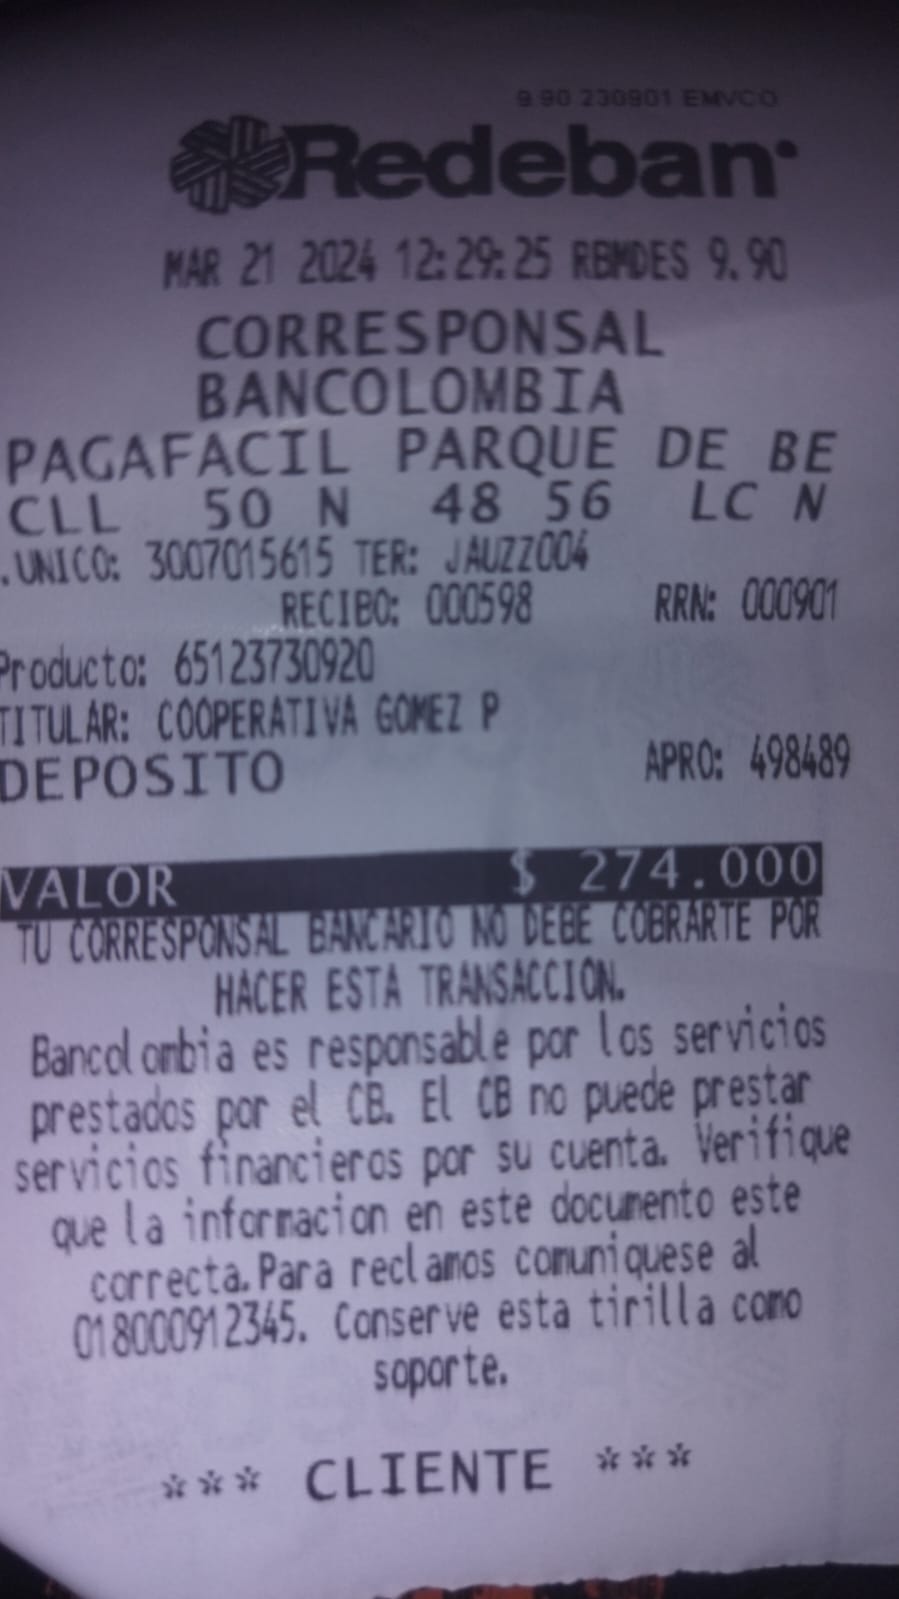 9.90 230901 EMVCO
Redeban
MAR 21 2024 12:29:25 RBMDES 9.90
CORRESPONSAL
BANCOLOMBIA
PAGAFACIL PARQUE DE BE
CLL 50 N 48 56 LC N
.UNICO: 3007015615 TER: JAUZZ004
RECIBO: 000598 RRN: 000901
Producto: 65123730920
TITULAR: COOPERATIVA GOMEZ P
DEPOSITO APRO: 498489
VALOR $ 274.000
TU CORRESPONSAL BANCARIO NO DEBE COBRARTE POR
HACER ESTA TRANSACCION.
Bancolombia es responsable por los servicios
prestados por el CB. El CB no puede prestar
servicios financieros por su cuenta. Verifique
que la informacion en este documento este
correcta.Para reclamos comuniquese al
018000912345. Conserve esta tirilla como
soporte.
*** CLIENTE ***